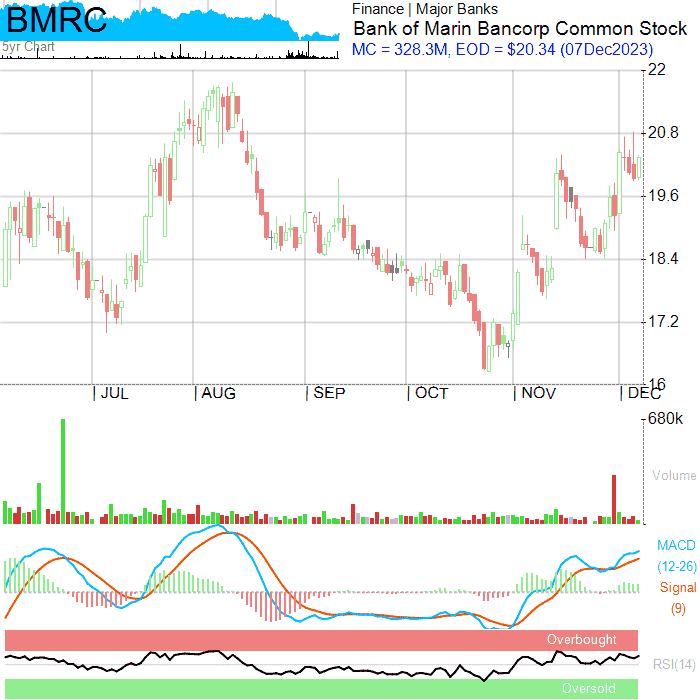 BMRC
5yr Chart
Finance | Major Banks
Bank of Marin Bancorp Common Stock
MC = 328.3M, EOD = $20.34 (07Dec2023)
22
20.8
19.6
18.4
17.2
16
| JUL | AUG | SEP | OCT | NOV | DEC
680k
Volume
MACD
(12-26)
Signal
(9)
Overbought
RSI(14)
Oversold